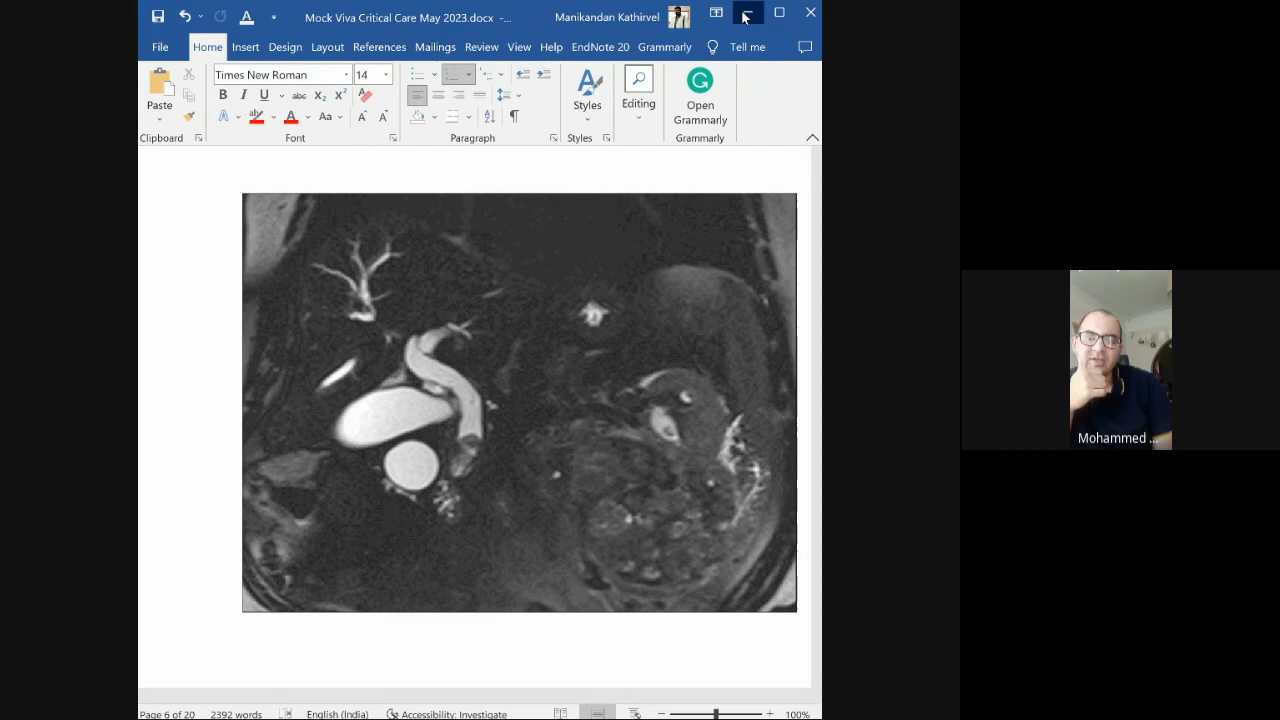 Mock Viva Critical Care May 2023.docx -...
Manikandan Kathirvel
File Home Insert Design Layout References Mailings Review View Help EndNote 20 Grammarly Tell me
Times New Roman 14
Paste
Styles
Editing
Open
Grammarly
Clipboard Font Paragraph Styles Grammarly
Mohammed ...
Page 6 of 20 2392 words English (India) Accessibility: Investigate 100%